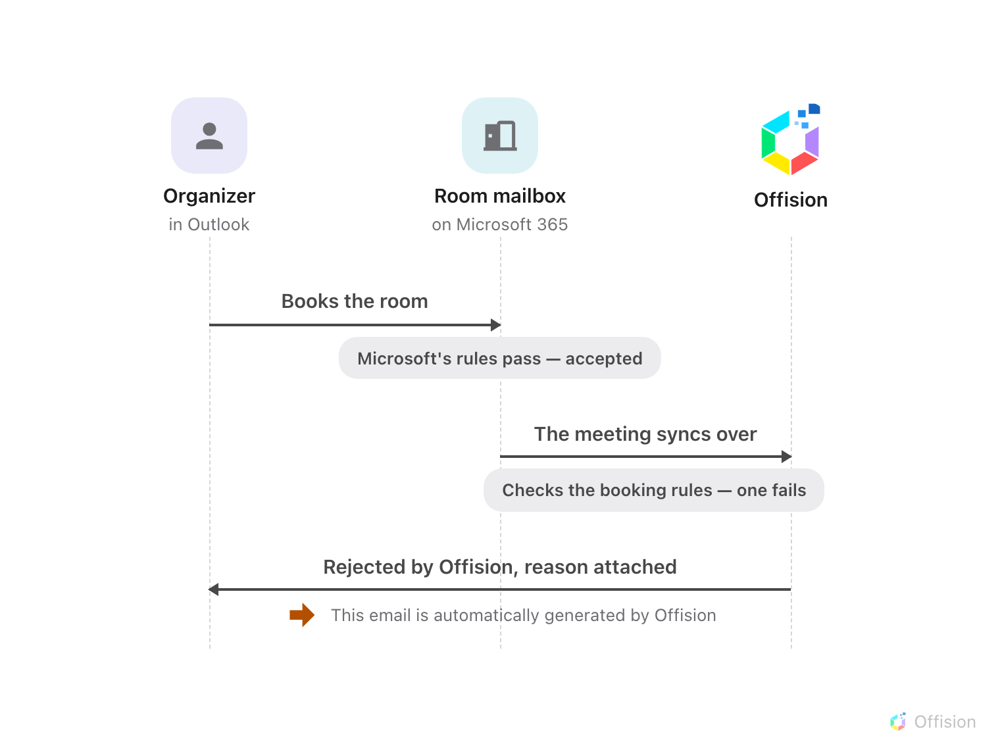 Organizer
in Outlook
Room mailbox
on Microsoft 365
Offision
Books the room
Microsoft's rules pass — accepted
The meeting syncs over
Checks the booking rules — one fails
Rejected by Offision, reason attached
This email is automatically generated by Offision
Offision